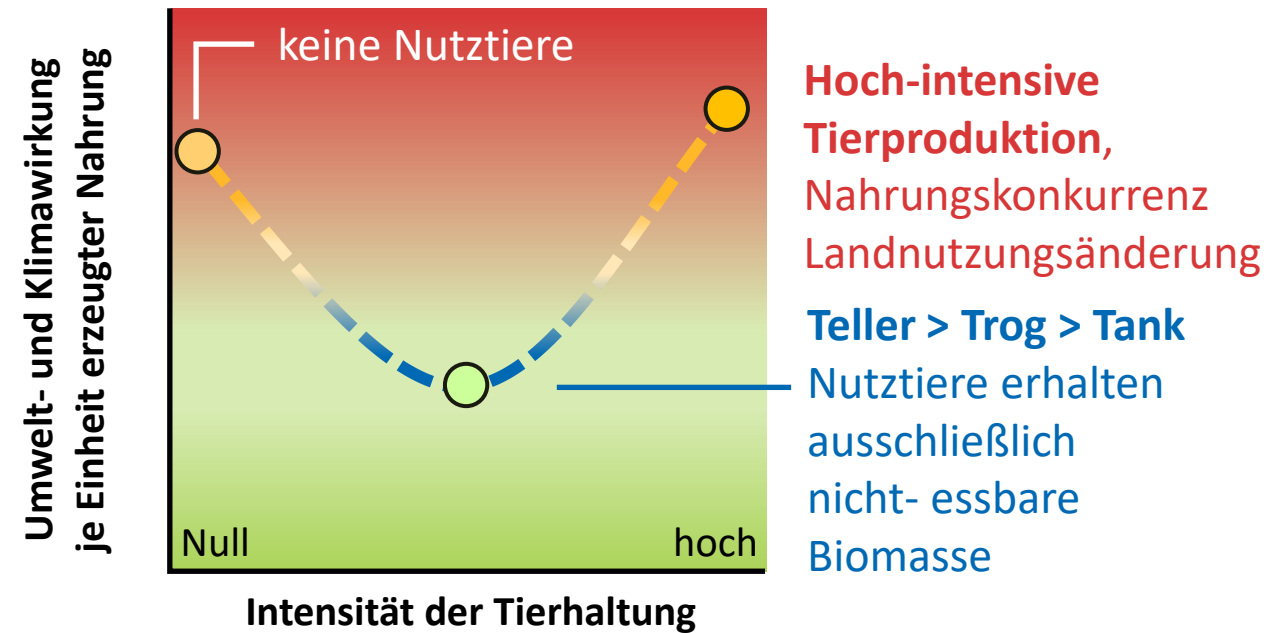 Umwelt- und Klimawirkung
je Einheit erzeugter Nahrung
keine Nutztiere
Null
hoch
Intensität der Tierhaltung
Hoch-intensive
Tierproduktion,
Nahrungskonkurrenz
Landnutzungsänderung
Teller > Trog > Tank
Nutztiere erhalten
ausschließlich
nicht- essbare
Biomasse